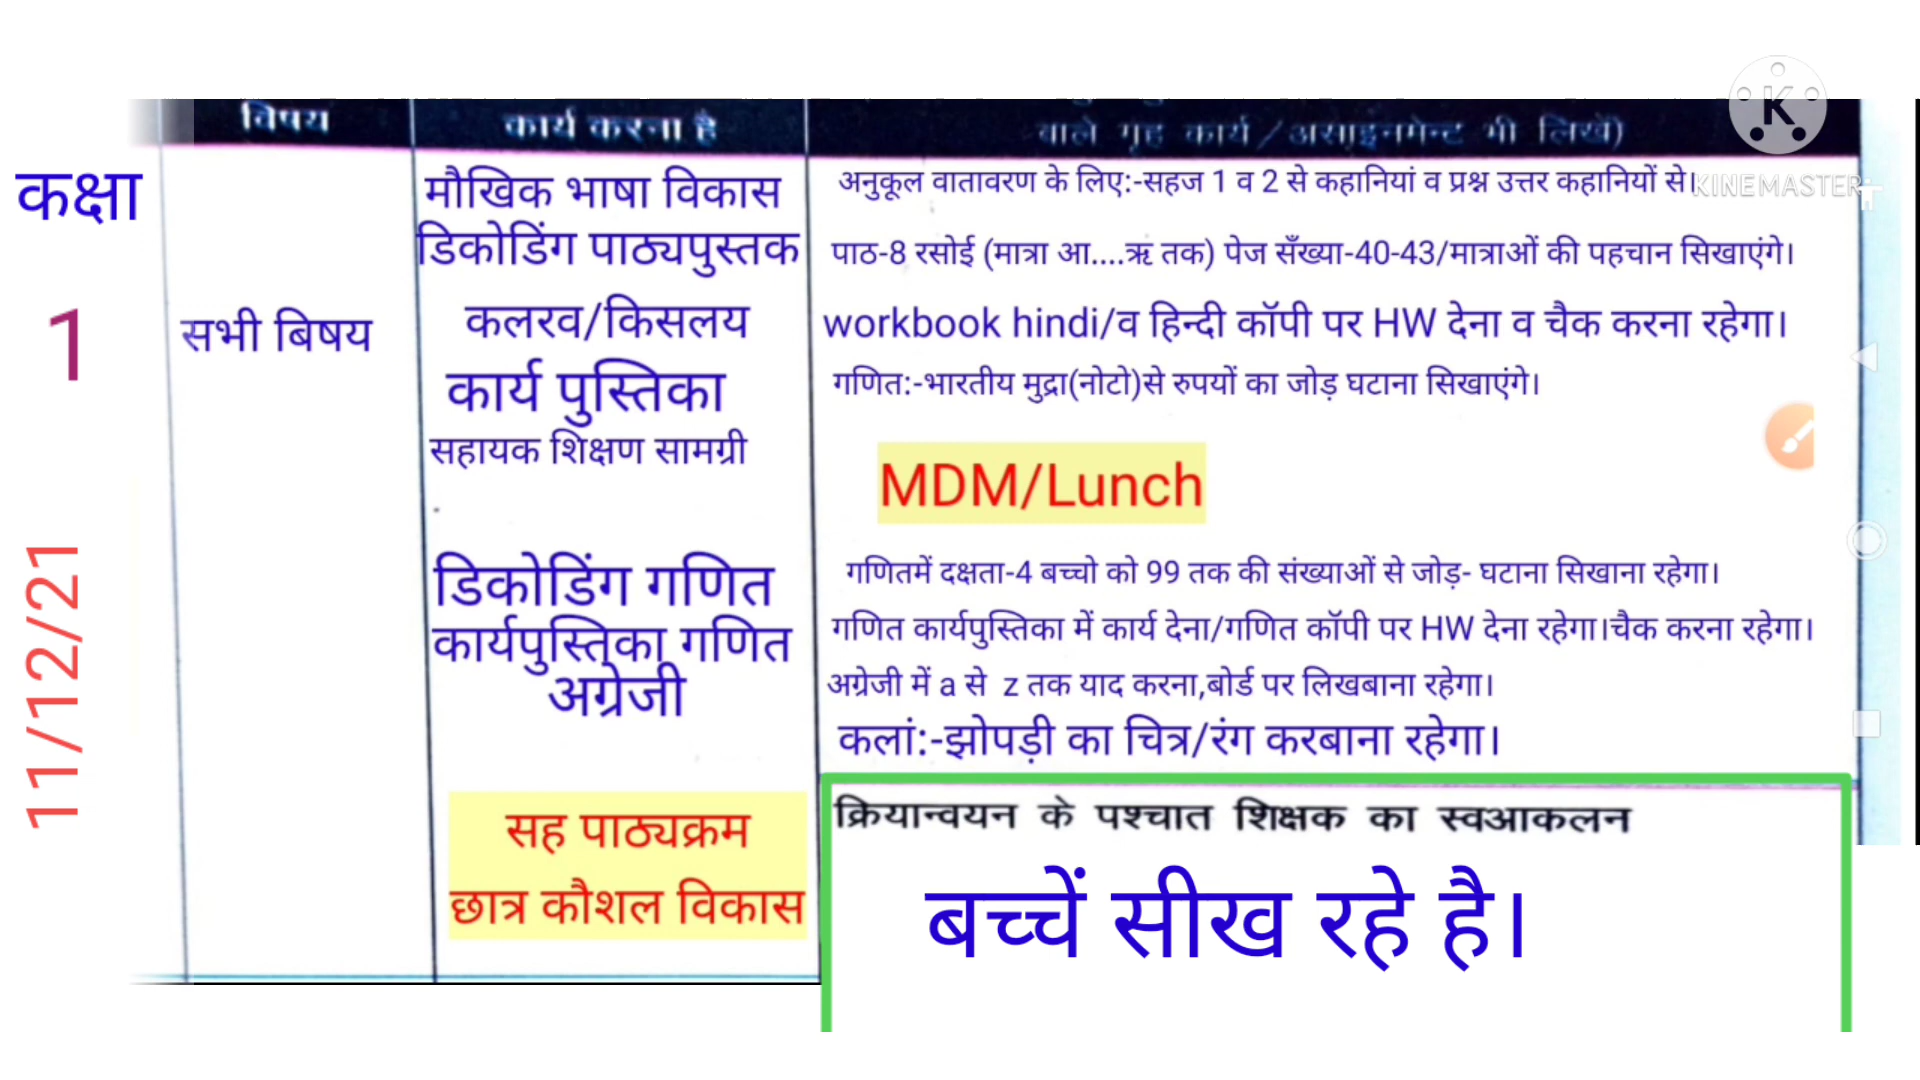 विषय
कार्य करना है
वाले गृह कार्य / असाइनमेन्ट भी लिखें)
KINEMASTER
कक्षा
1
11/12/21
सभी बिषय
मौखिक भाषा विकास
डिकोडिंग पाठ्यपुस्तक
कलरव/किसलय
कार्य पुस्तिका
सहायक शिक्षण सामग्री
डिकोडिंग गणित
कार्यपुस्तिका गणित
अग्रेजी
सह पाठ्यक्रम
छात्र कौशल विकास
अनुकूल वातावरण के लिए:-सहज 1 व 2 से कहानियां व प्रश्न उत्तर कहानियों से।
पाठ-8 रसोई (मात्रा आ....ऋ तक) पेज सँख्या-40-43/मात्राओं की पहचान सिखाएंगे।
workbook hindi/व हिन्दी कॉपी पर HW देना व चैक करना रहेगा।
गणित:-भारतीय मुद्रा(नोटो)से रुपयों का जोड़ घटाना सिखाएंगे।
MDM/Lunch
गणितमें दक्षता-4 बच्चो को 99 तक की संख्याओं से जोड़- घटाना सिखाना रहेगा।
गणित कार्यपुस्तिका में कार्य देना/गणित कॉपी पर HW देना रहेगा।चैक करना रहेगा।
अग्रेजी में a से z तक याद करना,बोर्ड पर लिखबाना रहेगा।
कलां:-झोपड़ी का चित्र/रंग करबाना रहेगा।
क्रियान्वयन के पश्चात शिक्षक का स्वआकलन
बच्चें सीख रहे है।